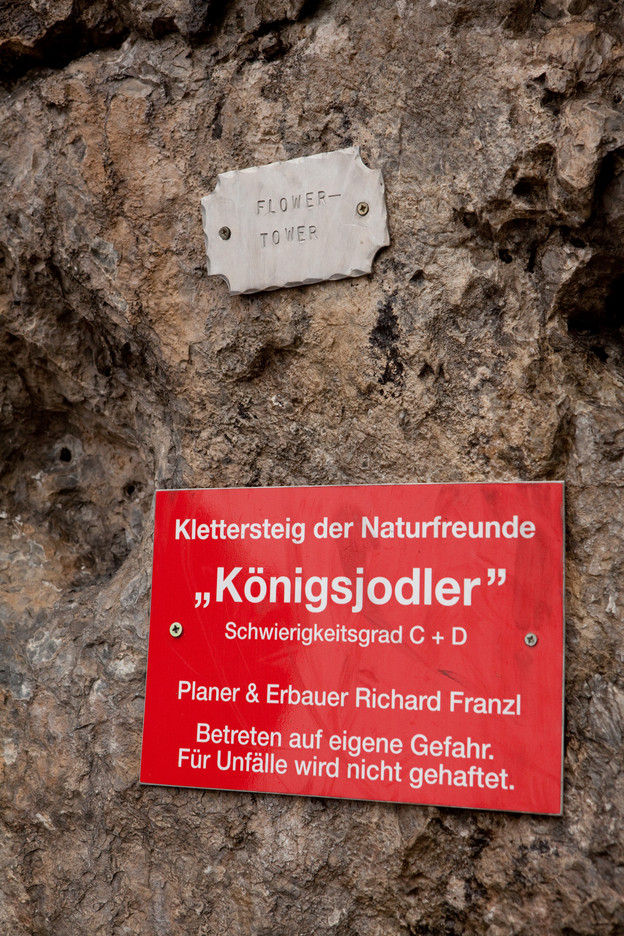 FLOWER-
TOWER
Klettersteig der Naturfreunde
„Königsjodler”
Schwierigkeitsgrad C + D
Planer & Erbauer Richard Franzl
Betreten auf eigene Gefahr.
Für Unfälle wird nicht gehaftet.